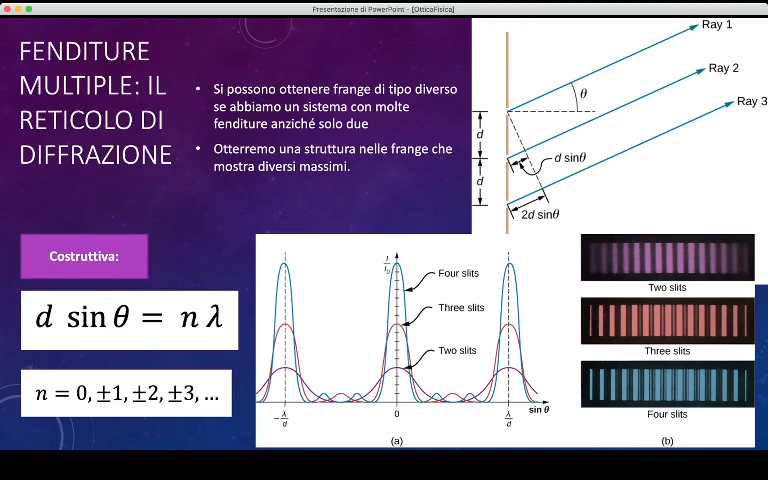 Presentazione di PowerPoint - [OtticaFisica]
FENDITURE
MULTIPLE: IL
RETICOLO DI
DIFFRAZIONE
• Si possono ottenere frange di tipo diverso
se abbiamo un sistema con molte
fenditure anziché solo due
• Otterremo una struttura nelle frange che
mostra diversi massimi.
Ray 1
Ray 2
Ray 3
θ
d
d
d sinθ
2d sinθ
Costruttiva:
d sin θ = n λ
n = 0, ±1, ±2, ±3, ...
I/I₀
Four slits
Three slits
Two slits
-λ/d
0
λ/d
sin θ
(a)
Two slits
Three slits
Four slits
(b)